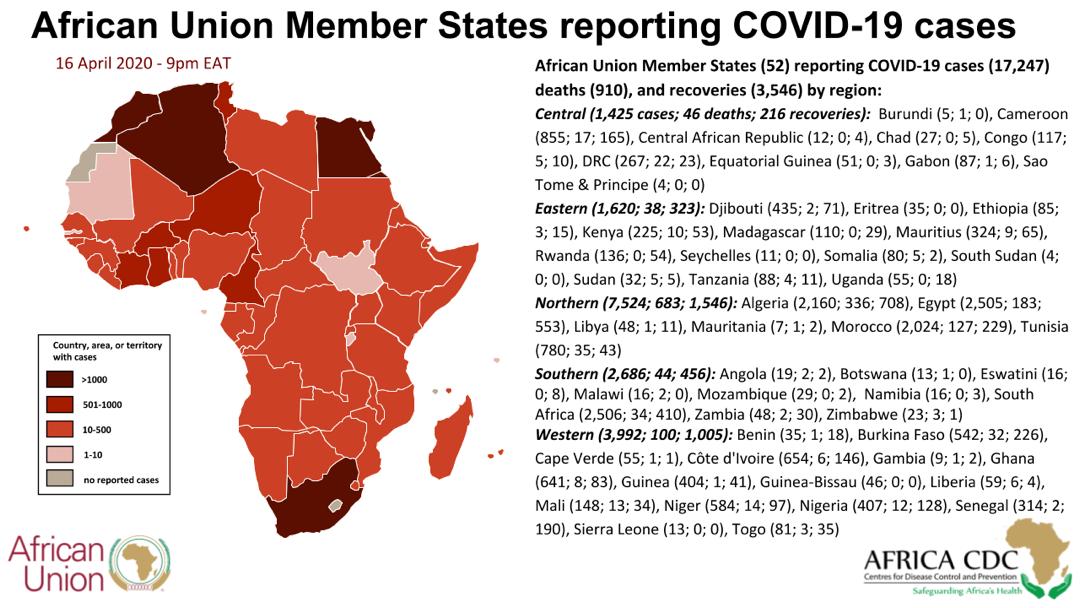 African Union Member States reporting COVID-19 cases
16 April 2020 - 9pm EAT
African Union Member States (52) reporting COVID-19 cases (17,247)
deaths (910), and recoveries (3,546) by region:
Central (1,425 cases; 46 deaths; 216 recoveries): Burundi (5; 1; 0), Cameroon
(855; 17; 165), Central African Republic (12; 0; 4), Chad (27; 0; 5), Congo (117;
5; 10), DRC (267; 22; 23), Equatorial Guinea (51; 0; 3), Gabon (87; 1; 6), Sao
Tome & Principe (4; 0; 0)
Eastern (1,620; 38; 323): Djibouti (435; 2; 71), Eritrea (35; 0; 0), Ethiopia (85;
3; 15), Kenya (225; 10; 53), Madagascar (110; 0; 29), Mauritius (324; 9; 65),
Rwanda (136; 0; 54), Seychelles (11; 0; 0), Somalia (80; 5; 2), South Sudan (4;
0; 0), Sudan (32; 5; 5), Tanzania (88; 4; 11), Uganda (55; 0; 18)
Northern (7,524; 683; 1,546): Algeria (2,160; 336; 708), Egypt (2,505; 183;
553), Libya (48; 1; 11), Mauritania (7; 1; 2), Morocco (2,024; 127; 229), Tunisia
(780; 35; 43)
Southern (2,686; 44; 456): Angola (19; 2; 2), Botswana (13; 1; 0), Eswatini (16;
0; 8), Malawi (16; 2; 0), Mozambique (29; 0; 2), Namibia (16; 0; 3), South
Africa (2,506; 34; 410), Zambia (48; 2; 30), Zimbabwe (23; 3; 1)
Western (3,992; 100; 1,005): Benin (35; 1; 18), Burkina Faso (542; 32; 226),
Cape Verde (55; 1; 1), Côte d'Ivoire (654; 6; 146), Gambia (9; 1; 2), Ghana
(641; 8; 83), Guinea (404; 1; 41), Guinea-Bissau (46; 0; 0), Liberia (59; 6; 4),
Mali (148; 13; 34), Niger (584; 14; 97), Nigeria (407; 12; 128), Senegal (314; 2;
190), Sierra Leone (13; 0; 0), Togo (81; 3; 35)
Country, area, or territory
with cases
>1000
501-1000
10-500
1-10
no reported cases
African
Union
AFRICA CDC
Centres for Disease Control and Prevention
Safeguarding Africa's Health